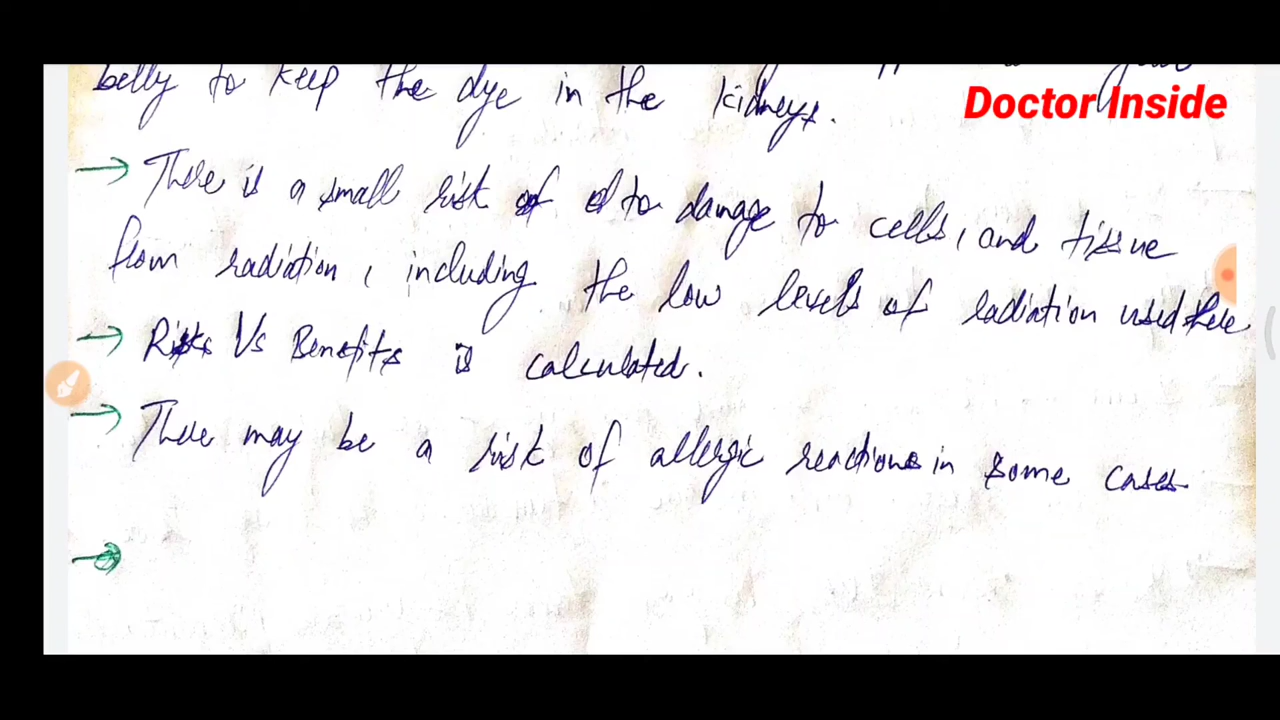 belly to keep the dye in the kidneys.
Doctor Inside
→ There is a small risk of to damage to cells, and tissue
from radiation, including the low levels of radiation used there
→ Risks Vs Benefits is calculated.
→ There may be a risk of allergic reactions in some cases
→